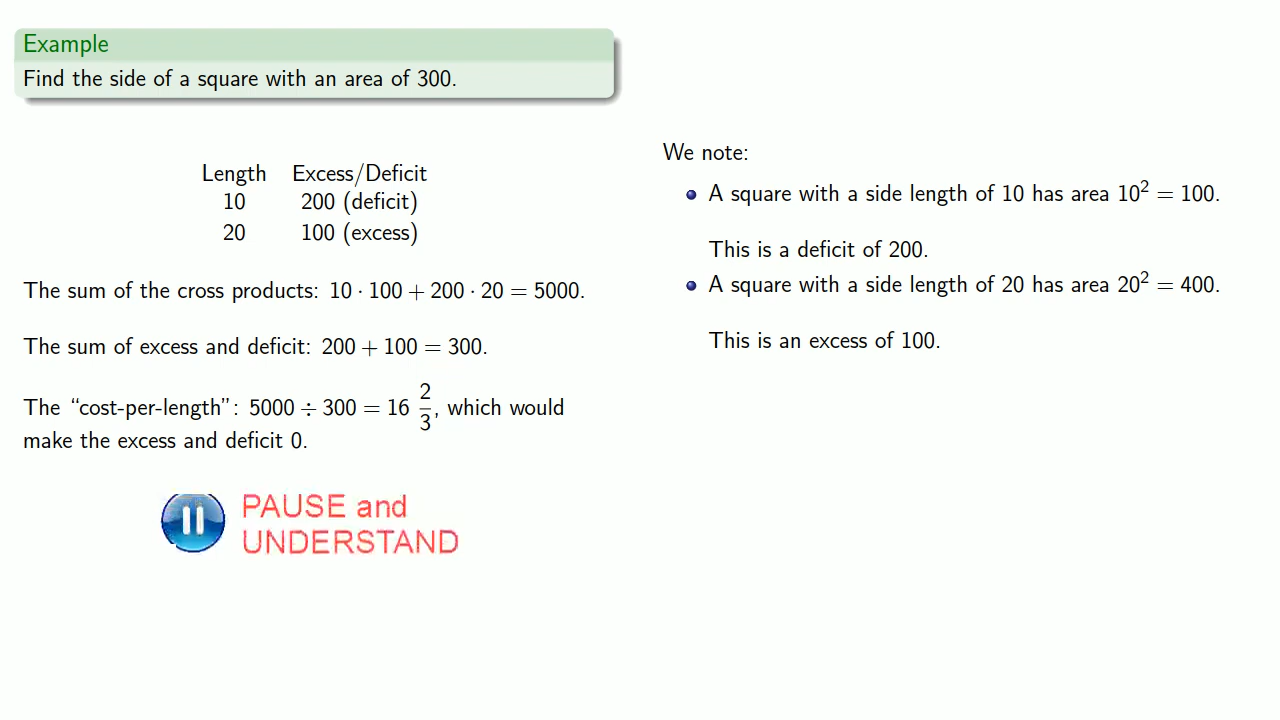 Example
Find the side of a square with an area of 300.
Length Excess/Deficit
10 200 (deficit)
20 100 (excess)
The sum of the cross products: 10 · 100 + 200 · 20 = 5000.
The sum of excess and deficit: 200 + 100 = 300.
The “cost-per-length”: 5000 ÷ 300 = 16 2/3, which would
make the excess and deficit 0.
PAUSE and
UNDERSTAND
We note:
A square with a side length of 10 has area 10² = 100.
This is a deficit of 200.
A square with a side length of 20 has area 20² = 400.
This is an excess of 100.